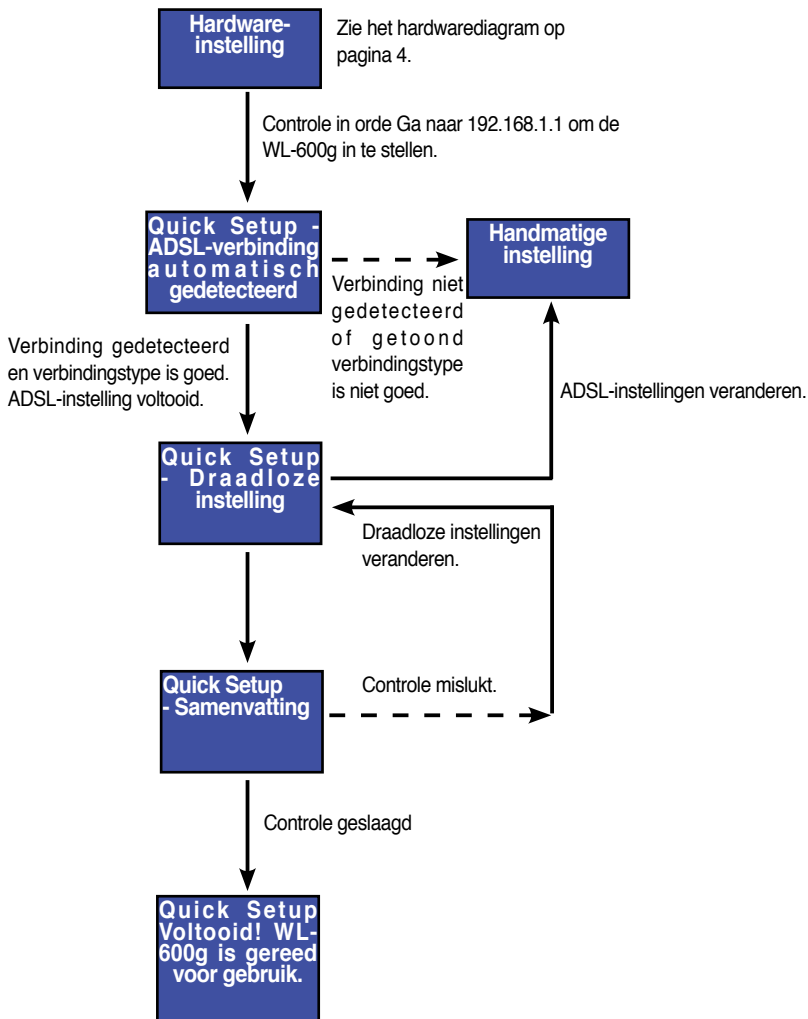 Hardware-
instelling
Zie het hardwarediagram op
pagina 4.
Controle in orde Ga naar 192.168.1.1 om de
WL-600g in te stellen.
Quick Setup -
ADSL-verbinding
automatisch
gedetecteerd
Handmatige
instelling
Verbinding niet
gedetecteerd
of getoond
verbindingstype
is niet goed.
Verbinding gedetecteerd
en verbindingstype is goed.
ADSL-instelling voltooid.
ADSL-instellingen veranderen.
Quick Setup
- Draadloze
instelling
Draadloze instellingen
veranderen.
Quick Setup
- Samenvatting
Controle mislukt.
Controle geslaagd
Quick Setup
Voltooid! WL-
600g is gereed
voor gebruik.